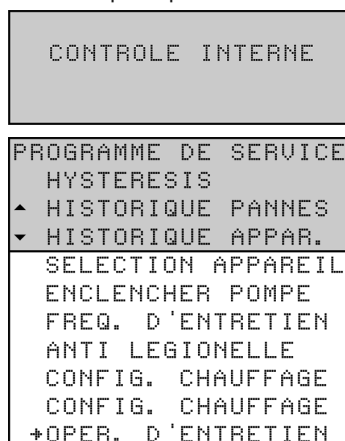 CONTROLE INTERNE
PROGRAMME DE SERVICE
HYSTERESIS
HISTORIQUE PANNES
HISTORIQUE APPAR.
SELECTION APPAREIL
ENCLENCHER POMPE
FREQ. D'ENTRETIEN
ANTI LEGIONELLE
CONFIG. CHAUFFAGE
CONFIG. CHAUFFAGE
→OPER. D'ENTRETIEN